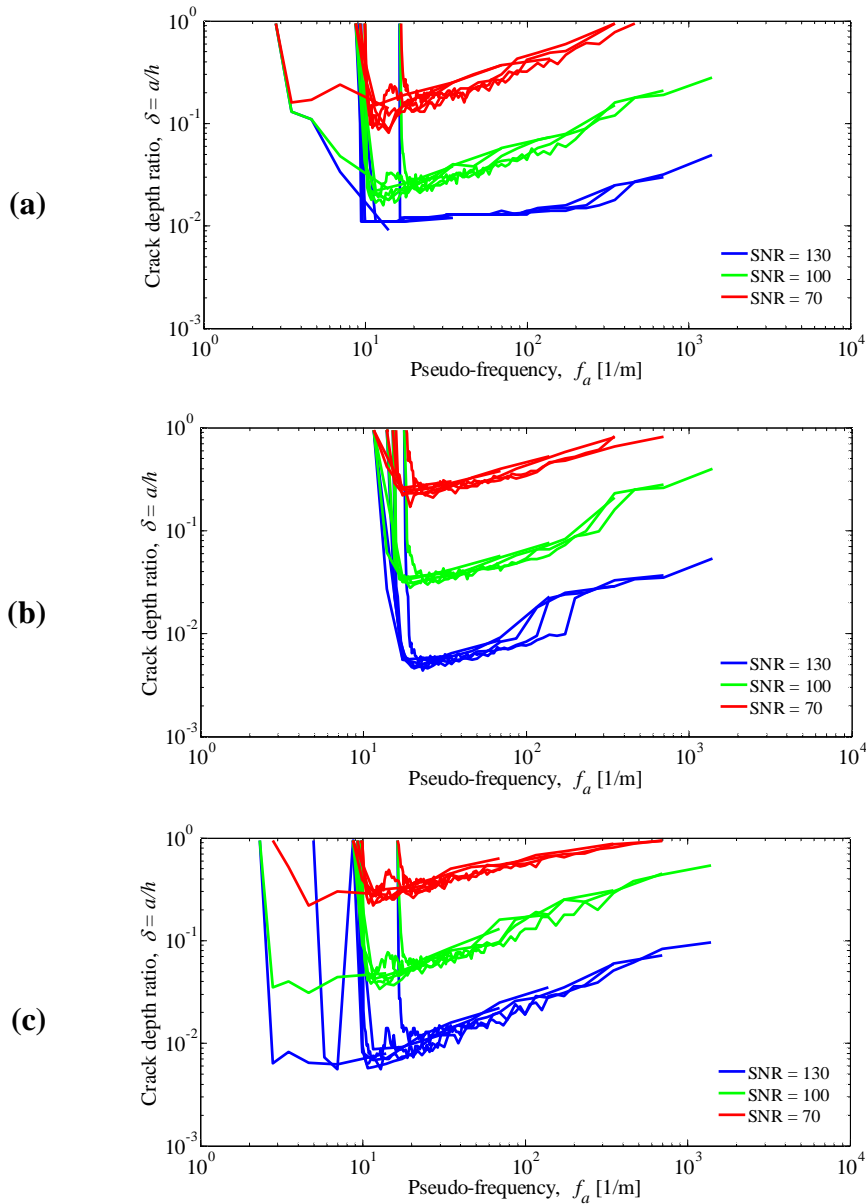 (a)
Crack depth ratio, δ = a/h
10^0
10^-1
10^-2
10^-3
SNR = 130
SNR = 100
SNR = 70
10^0 10^1 10^2 10^3 10^4
Pseudo-frequency, f_a [1/m]
(b)
Crack depth ratio, δ = a/h
10^0
10^-1
10^-2
10^-3
SNR = 130
SNR = 100
SNR = 70
10^0 10^1 10^2 10^3 10^4
Pseudo-frequency, f_a [1/m]
(c)
Crack depth ratio, δ = a/h
10^0
10^-1
10^-2
10^-3
SNR = 130
SNR = 100
SNR = 70
10^0 10^1 10^2 10^3 10^4
Pseudo-frequency, f_a [1/m]